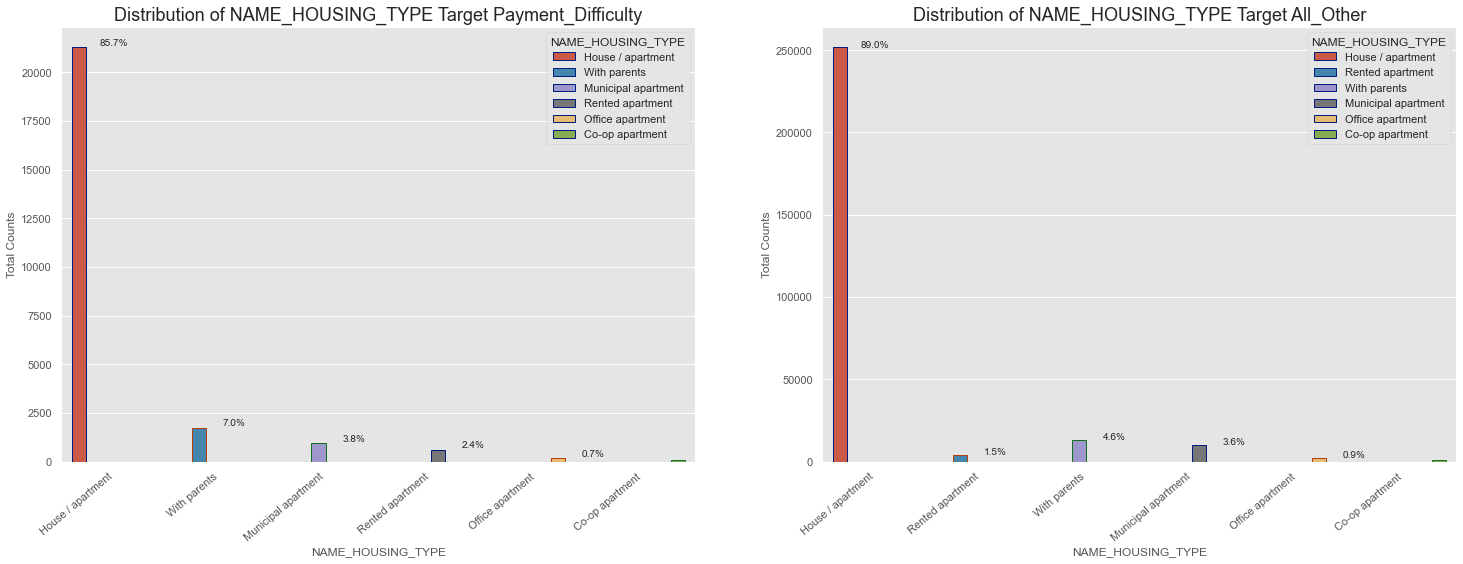 Distribution of NAME_HOUSING_TYPE Target Payment_Difficulty
85.7%
NAME_HOUSING_TYPE
House / apartment
With parents
Municipal apartment
Rented apartment
Office apartment
Co-op apartment
20000
17500
15000
12500
10000
7500
5000
2500
0
Total Counts
7.0%
3.8%
2.4%
0.7%
House / apartment
With parents
Municipal apartment
Rented apartment
Office apartment
Co-op apartment
NAME_HOUSING_TYPE
Distribution of NAME_HOUSING_TYPE Target All_Other
89.0%
NAME_HOUSING_TYPE
House / apartment
Rented apartment
With parents
Municipal apartment
Office apartment
Co-op apartment
250000
200000
150000
100000
50000
0
Total Counts
1.5%
4.6%
3.6%
0.9%
House / apartment
Rented apartment
With parents
Municipal apartment
Office apartment
Co-op apartment
NAME_HOUSING_TYPE